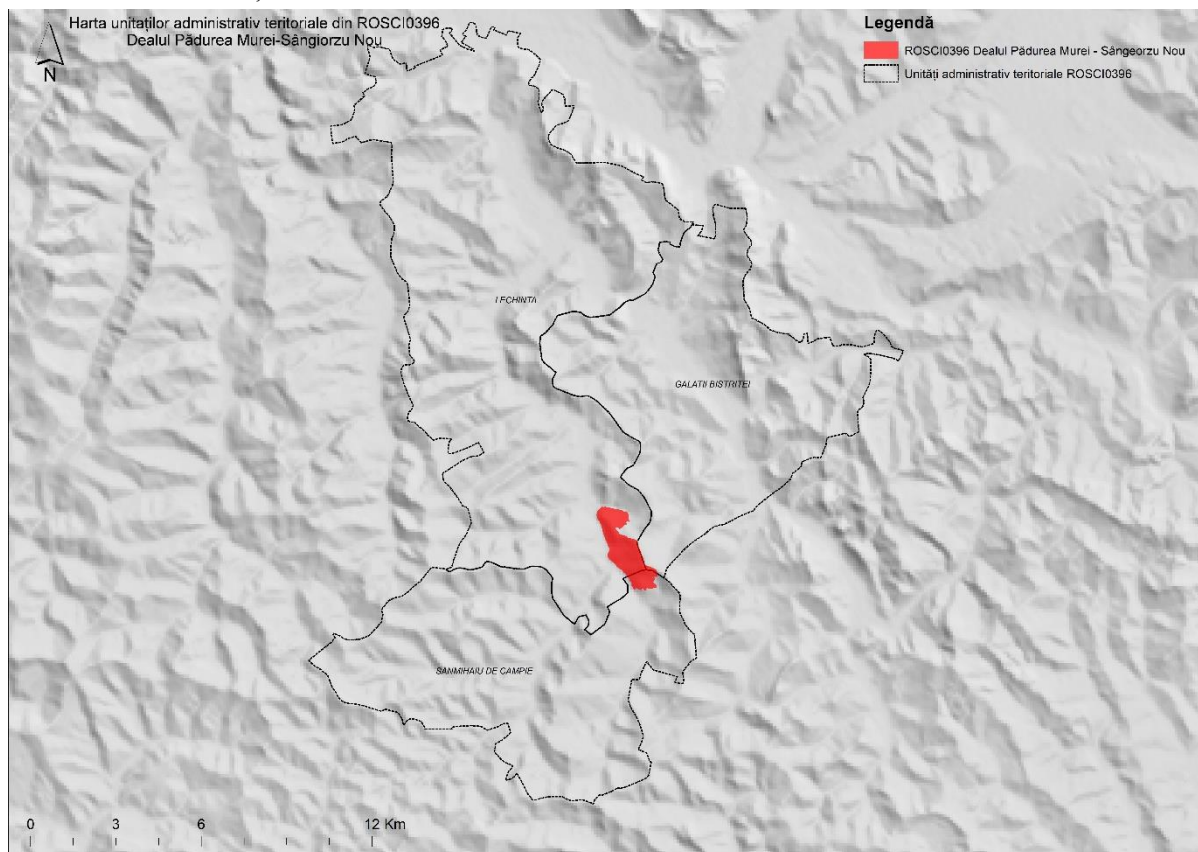 Harta unităților administrativ teritoriale din ROSCI0396
Dealul Pădurea Murei-Sângiorzu Nou
N
Legendă
ROSCI0396 Dealul Pădurea Murei - Sângeorzu Nou
Unități administrativ teritoriale ROSCI0396
LECHINTA
GALATII BISTRITEI
SANMIHAIU DE CAMPIE
0 3 6 12 Km